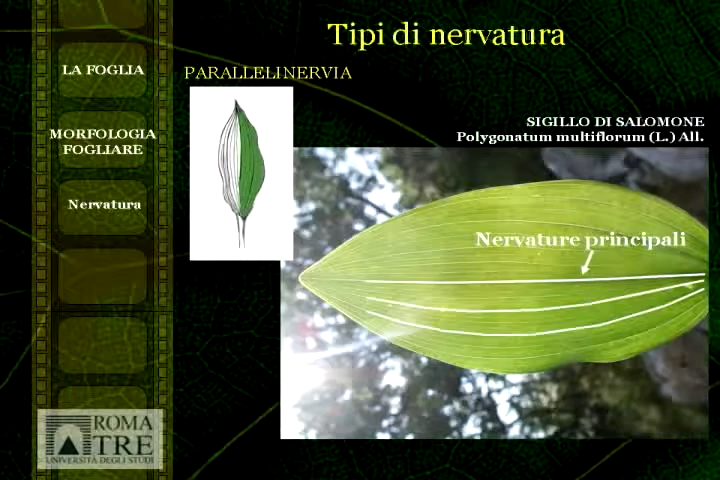 Tipi di nervatura
LA FOGLIA
PARALLELINERVIA
MORFOLOGIA
FOGLIARE
Nervatura
SIGILLO DI SALOMONE
Polygonatum multiflorum (L.) All.
Nervature principali
ROMA
TRE
UNIVERSITÀ DEGLI STUDI